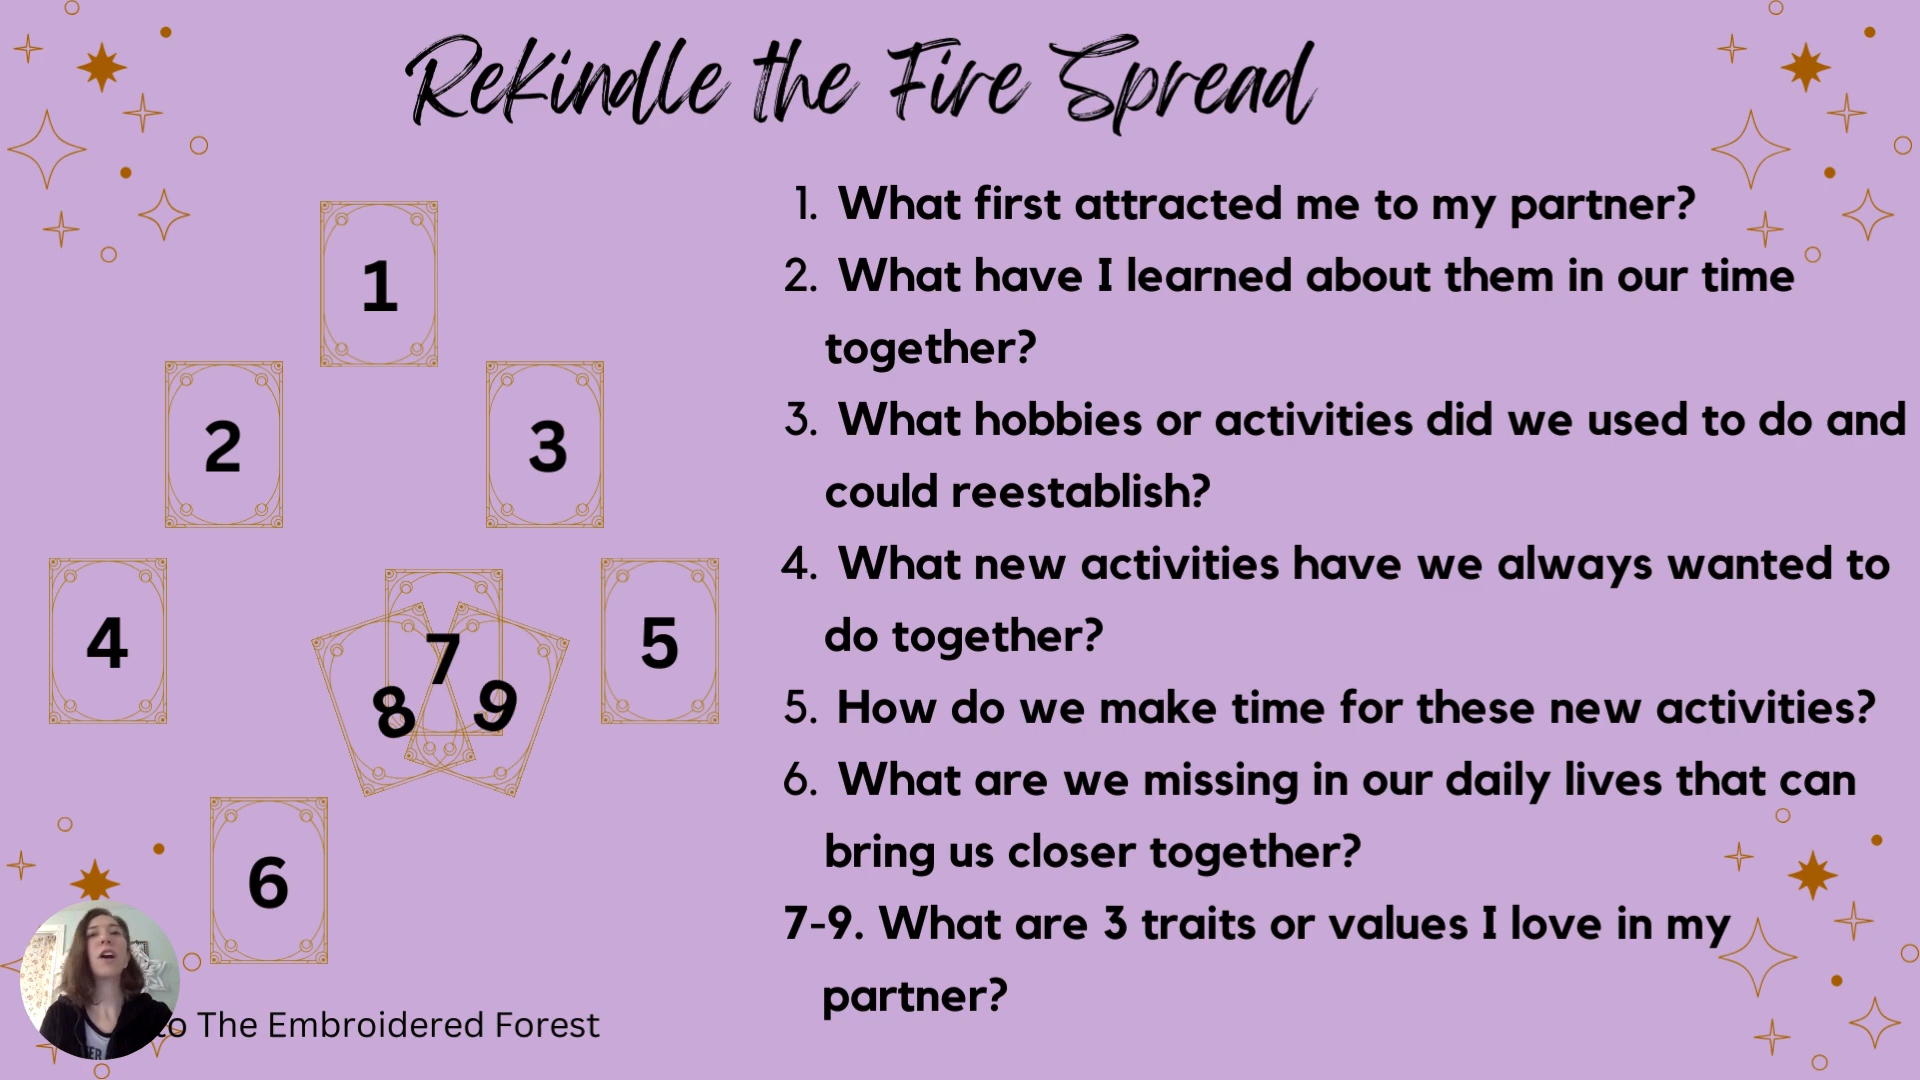 ReKindle the Fire Spread
1
2
3
4
5
7
8
9
6
1. What first attracted me to my partner?
2. What have I learned about them in our time
together?
3. What hobbies or activities did we used to do and
could reestablish?
4. What new activities have we always wanted to
do together?
5. How do we make time for these new activities?
6. What are we missing in our daily lives that can
bring us closer together?
7-9. What are 3 traits or values I love in my
partner?
to The Embroidered Forest